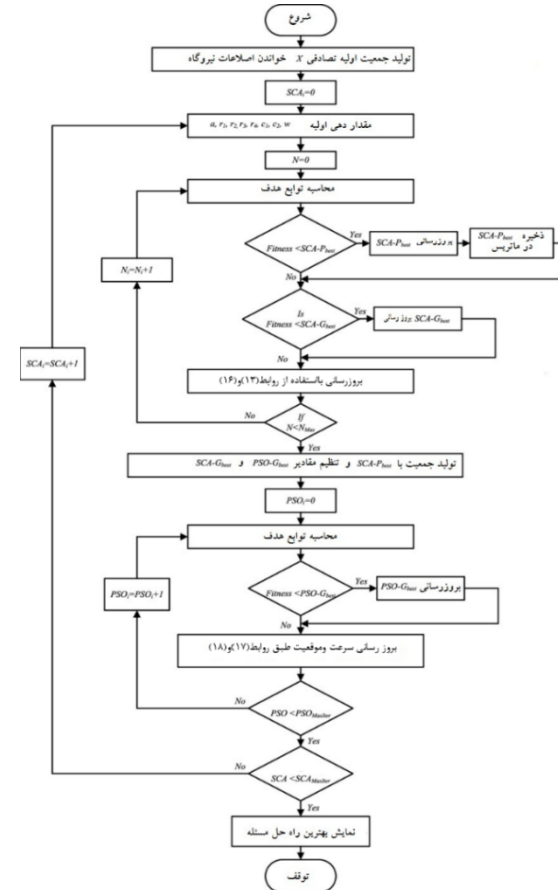 شروع
تولید جمعیت اولیه تصادفی X خواندن اصلاعات نیروگاه
SCAᵢ=0
مقدار دهی اولیه a, r₁, r₂, r₃, r₄, c₁, c₂, w
N=0
محاسبه توابع هدف
Fitness <SCA-Pbest
Yes
بروزرسانی SCA-Pbest
ذخیره SCA-Pbest
در ماتریس
No
Nᵢ=Nᵢ+1
Is
Fitness <SCA-Gbest
Yes
بروزرسانی SCA-Gbest
No
SCAᵢ=SCAᵢ+1
بروزرسانی بااستفاده از روابط(۱۳)و(۱۶)
If
N<NMax
No
Yes
تولید جمعیت با SCA-Pbest و تنظیم مقادیر PSO-Gbest و SCA-Gbest
PSOᵢ=0
محاسبه توابع هدف
PSOᵢ=PSOᵢ+1
Fitness <PSO-Gbest
Yes
بروزرسانی PSO-Gbest
No
بروز رسانی سرعت وموقعیت طبق روابط(۱۷)و(۱۸)
No
PSO <PSOMaxIter
Yes
No
SCA <SCAMaxIter
Yes
نمایش بهترین راه حل مسئله
توقف